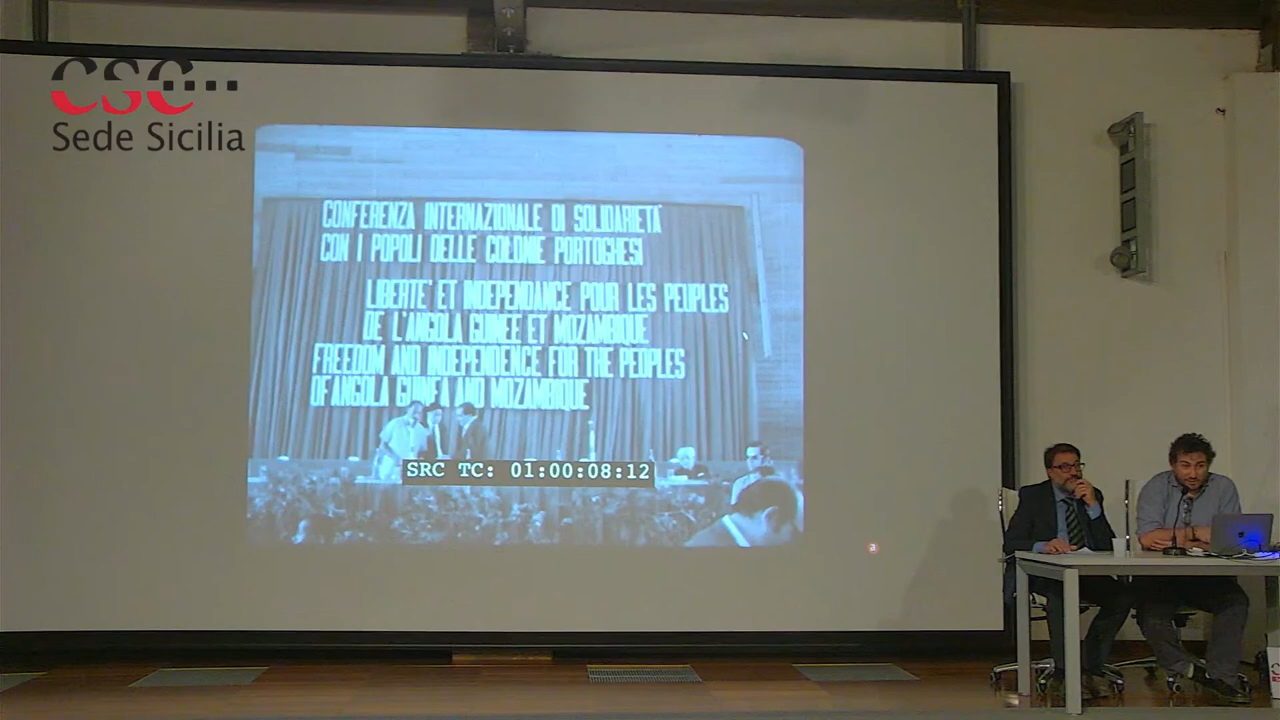 CSC
Sede Sicilia
CONFERENZA INTERNAZIONALE DI SOLIDARIETA'
CON I POPOLI DELLE COLONIE PORTOGHESI
LIBERTE' ET INDEPENDANCE POUR LES PEUPLES
DE L'ANGOLA GUINEE ET MOZAMBIQUE
FREEDOM AND INDEPENDENCE FOR THE PEOPLES
OF ANGOLA GUINEA AND MOZAMBIQUE
SRC TC: 01:00:08:12
3